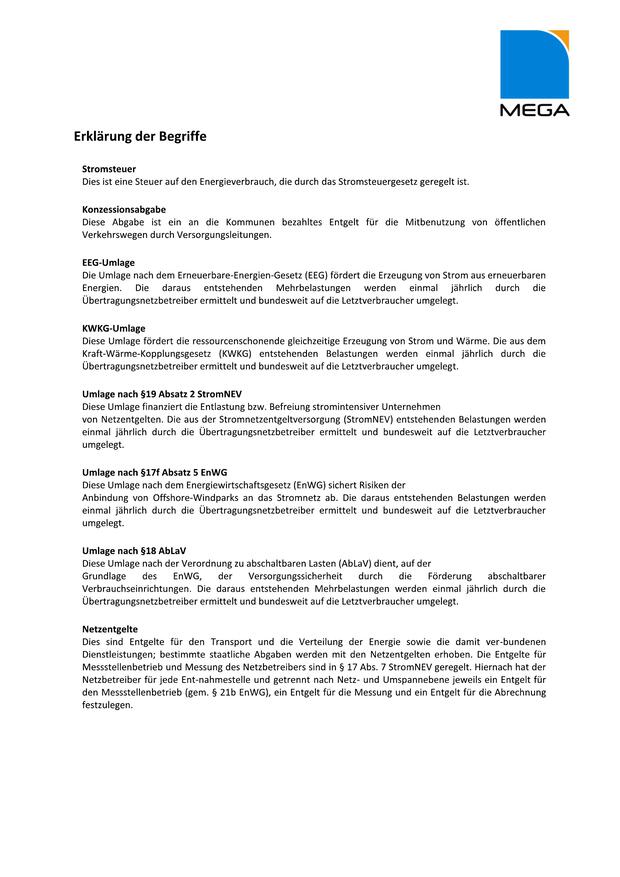 MEGA
Erklärung der Begriffe
Stromsteuer
Dies ist eine Steuer auf den Energieverbrauch, die durch das Stromsteuergesetz geregelt ist.
Konzessionsabgabe
Diese Abgabe ist ein an die Kommunen bezahltes Entgelt für die Mitbenutzung von öffentlichen
Verkehrswegen durch Versorgungsleitungen.
EEG-Umlage
Die Umlage nach dem Erneuerbare-Energien-Gesetz (EEG) fördert die Erzeugung von Strom aus erneuerbaren
Energien. Die daraus entstehenden Mehrbelastungen werden einmal jährlich durch die
Übertragungsnetzbetreiber ermittelt und bundesweit auf die Letztverbraucher umgelegt.
KWKG-Umlage
Diese Umlage fördert die ressourcenschonende gleichzeitige Erzeugung von Strom und Wärme. Die aus dem
Kraft-Wärme-Kopplungsgesetz (KWKG) entstehenden Belastungen werden einmal jährlich durch die
Übertragungsnetzbetreiber ermittelt und bundesweit auf die Letztverbraucher umgelegt.
Umlage nach §19 Absatz 2 StromNEV
Diese Umlage finanziert die Entlastung bzw. Befreiung stromintensiver Unternehmen
von Netzentgelten. Die aus der Stromnetzentgeltversorgung (StromNEV) entstehenden Belastungen werden
einmal jährlich durch die Übertragungsnetzbetreiber ermittelt und bundesweit auf die Letztverbraucher
umgelegt.
Umlage nach §17f Absatz 5 EnWG
Diese Umlage nach dem Energiewirtschaftsgesetz (EnWG) sichert Risiken der
Anbindung von Offshore-Windparks an das Stromnetz ab. Die daraus entstehenden Belastungen werden
einmal jährlich durch die Übertragungsnetzbetreiber ermittelt und bundesweit auf die Letztverbraucher
umgelegt.
Umlage nach §18 AbLaV
Diese Umlage nach der Verordnung zu abschaltbaren Lasten (AbLaV) dient, auf der
Grundlage des EnWG, der Versorgungssicherheit durch die Förderung abschaltbarer
Verbrauchseinrichtungen. Die daraus entstehenden Mehrbelastungen werden einmal jährlich durch die
Übertragungsnetzbetreiber ermittelt und bundesweit auf die Letztverbraucher umgelegt.
Netzentgelte
Dies sind Entgelte für den Transport und die Verteilung der Energie sowie die damit ver-bundenen
Dienstleistungen; bestimmte staatliche Abgaben werden mit den Netzentgelten erhoben. Die Entgelte für
Messstellenbetrieb und Messung des Netzbetreibers sind in § 17 Abs. 7 StromNEV geregelt. Hiernach hat der
Netzbetreiber für jede Ent-nahmestelle und getrennt nach Netz- und Umspannebene jeweils ein Entgelt für
den Messstellenbetrieb (gem. § 21b EnWG), ein Entgelt für die Messung und ein Entgelt für die Abrechnung
festzulegen.